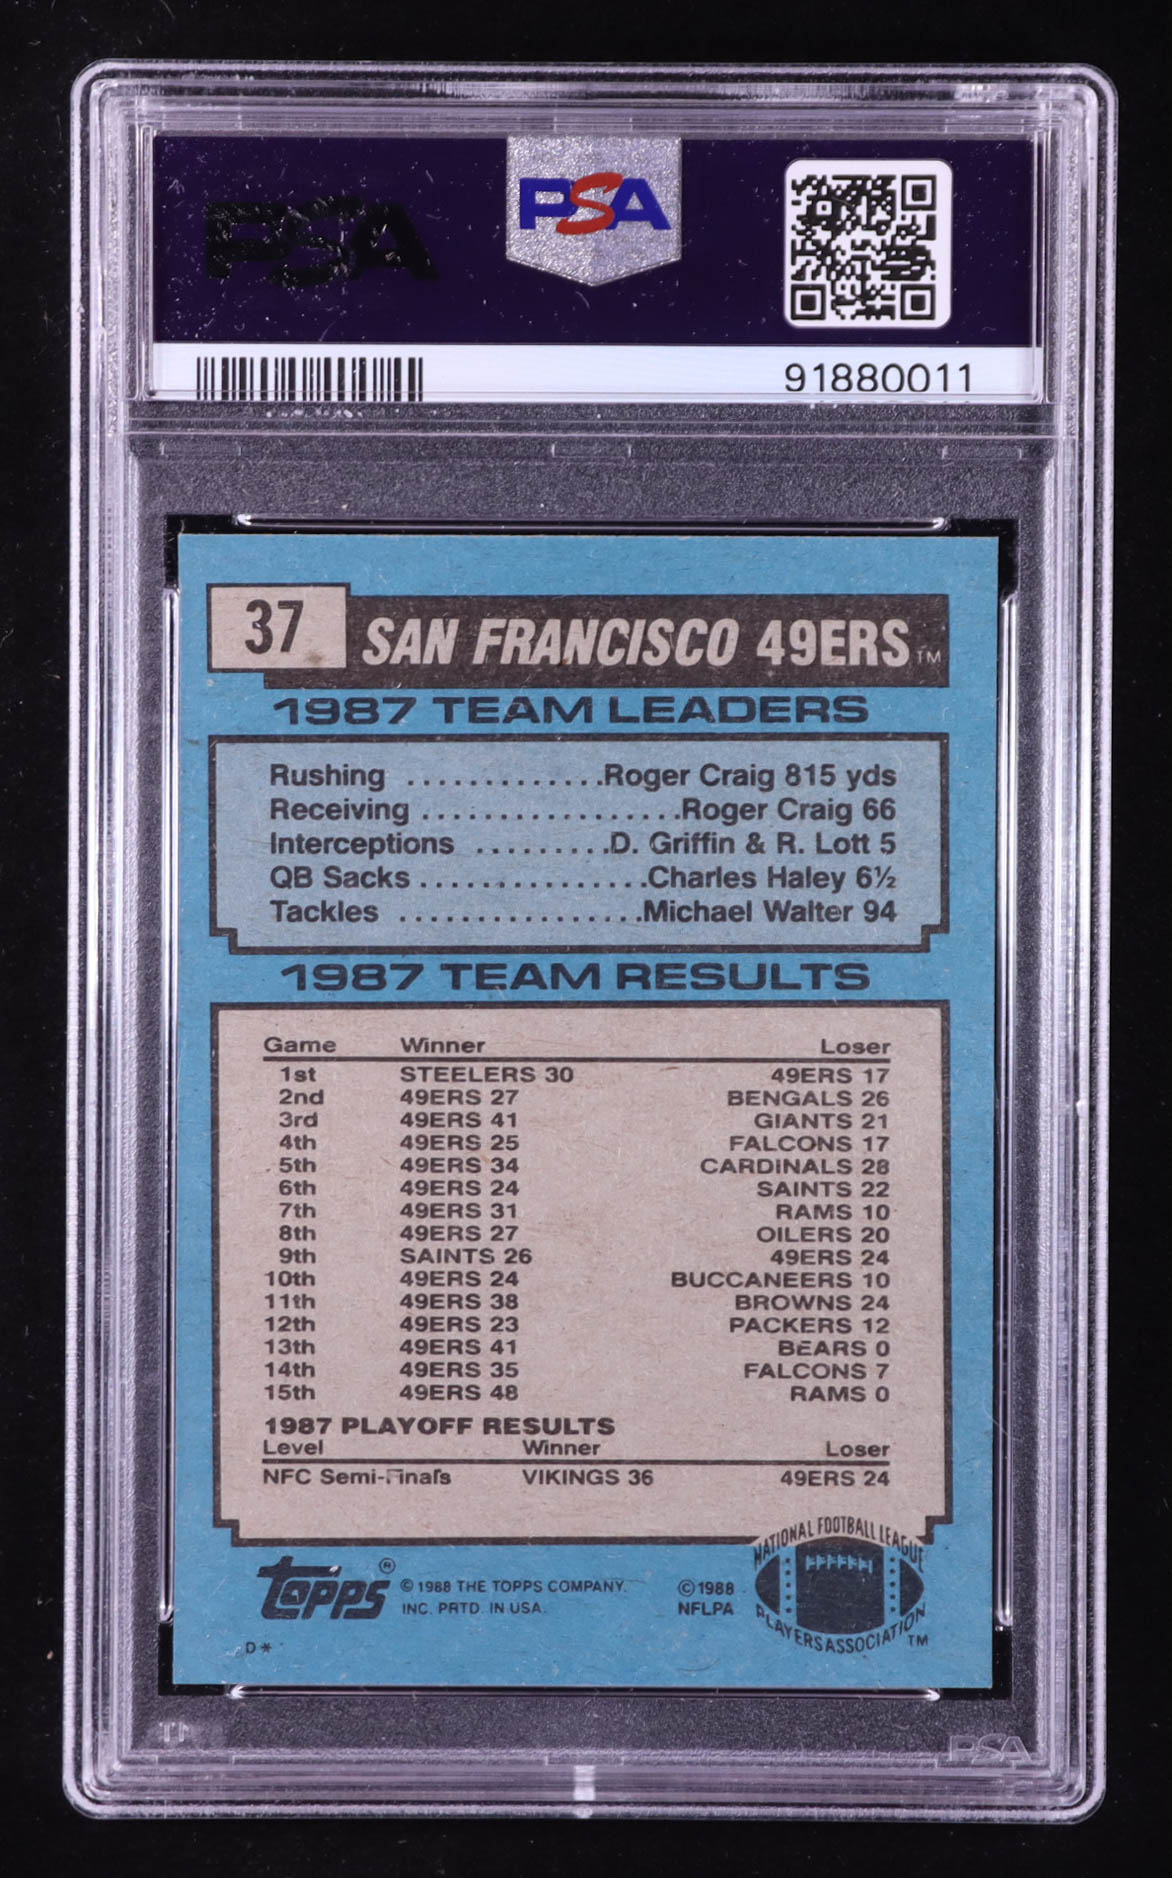 PSA
PSA
91880011
37 SAN FRANCISCO 49ERS TM
1987 TEAM LEADERS
Rushing .............Roger Craig 815 yds
Receiving .................Roger Craig 66
Interceptions .........D. Griffin & R. Lott 5
QB Sacks ...............Charles Haley 6½
Tackles ................Michael Walter 94
1987 TEAM RESULTS
Game Winner Loser
1st STEELERS 30 49ERS 17
2nd 49ERS 27 BENGALS 26
3rd 49ERS 41 GIANTS 21
4th 49ERS 25 FALCONS 17
5th 49ERS 34 CARDINALS 28
6th 49ERS 24 SAINTS 22
7th 49ERS 31 RAMS 10
8th 49ERS 27 OILERS 20
9th SAINTS 26 49ERS 24
10th 49ERS 24 BUCCANEERS 10
11th 49ERS 38 BROWNS 24
12th 49ERS 23 PACKERS 12
13th 49ERS 41 BEARS 0
14th 49ERS 35 FALCONS 7
15th 49ERS 48 RAMS 0
1987 PLAYOFF RESULTS
Level Winner Loser
NFC Semi-Finals VIKINGS 36 49ERS 24
NATIONAL FOOTBALL LEAGUE
PLAYERS ASSOCIATION TM
Topps ® © 1988 THE TOPPS COMPANY,
INC. PRTD. IN USA.
© 1988
NFLPA
D*
PSA